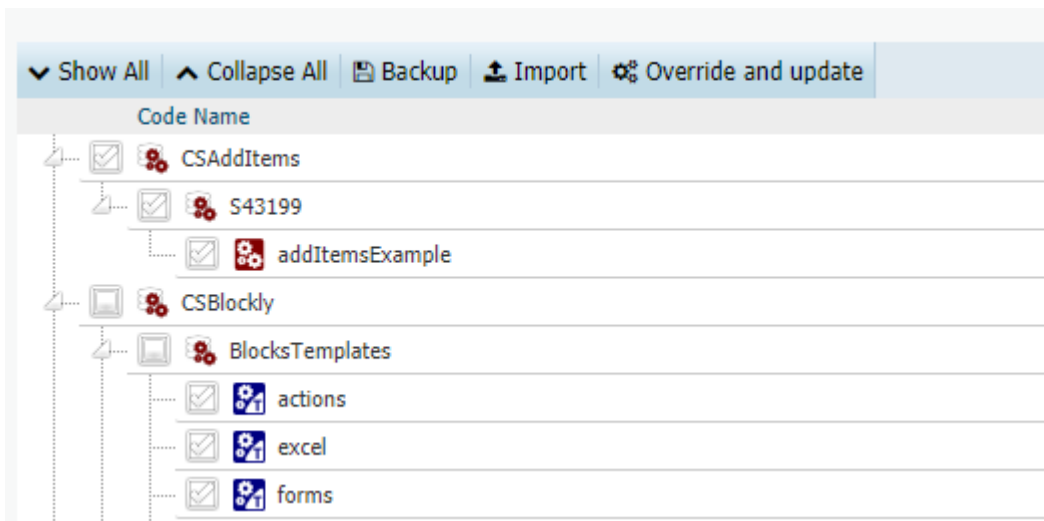 Show All Collapse All Backup Import Override and update
Code Name
CSAddItems
S43199
addItemsExample
CSBlockly
BlocksTemplates
actions
excel
forms